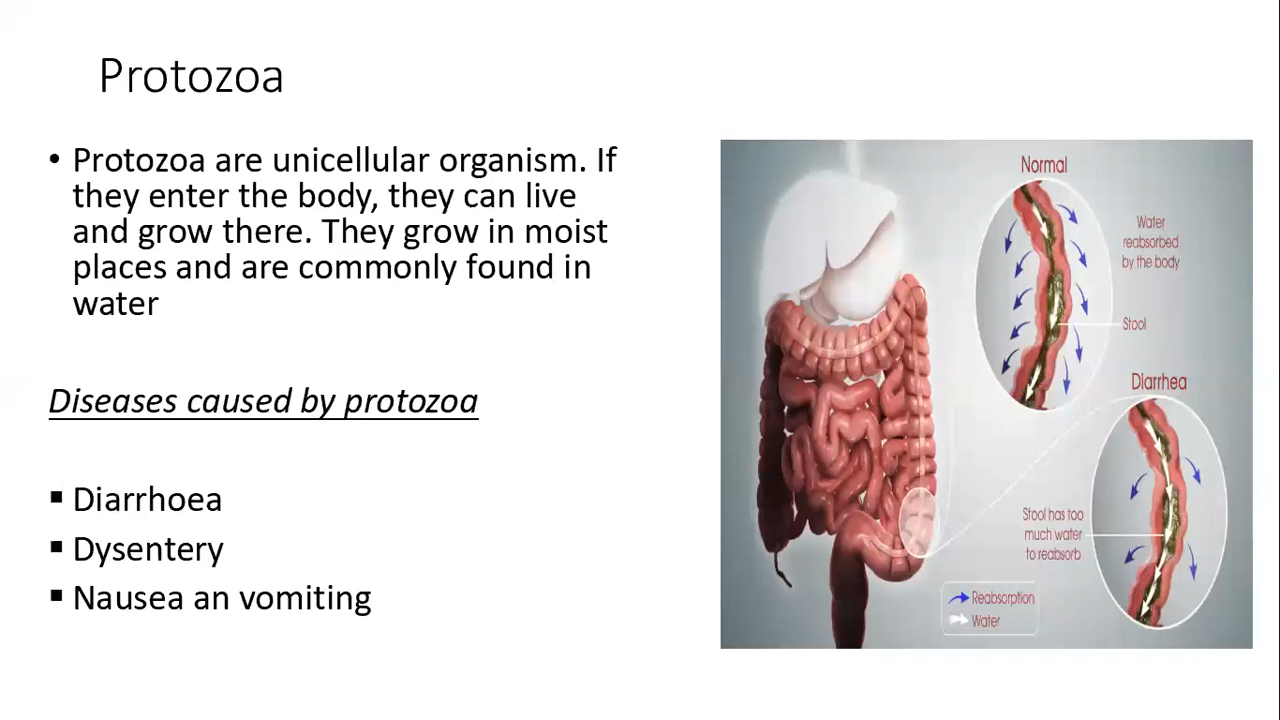 Protozoa
• Protozoa are unicellular organism. If
they enter the body, they can live
and grow there. They grow in moist
places and are commonly found in
water
Diseases caused by protozoa
▪ Diarrhoea
▪ Dysentery
▪ Nausea an vomiting
Normal
Water
reabsorbed
by the body
Stool
Diarrhea
Stool has too
much water
to reabsorb
Reabsorption
Water